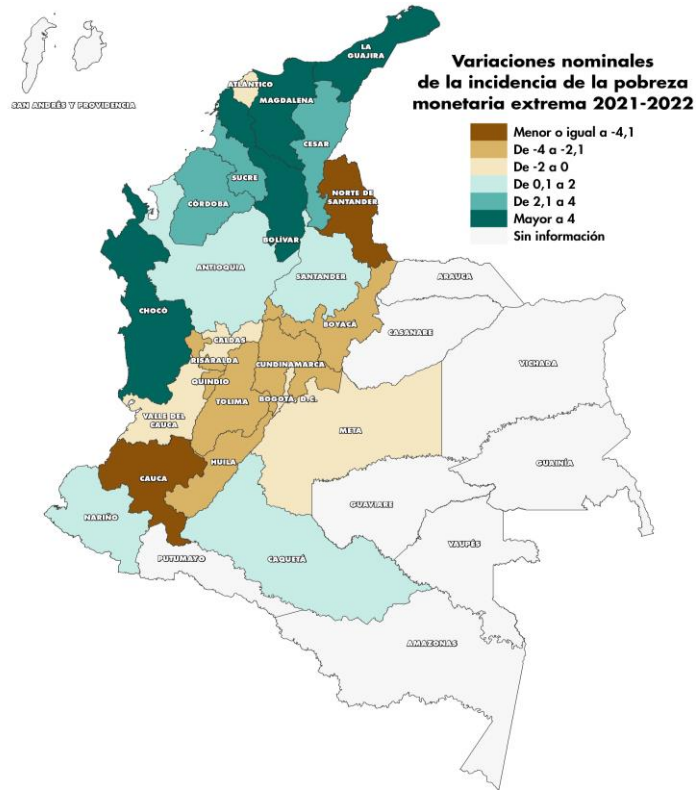 Variaciones nominales
de la incidencia de la pobreza
monetaria extrema 2021-2022
Menor o igual a -4,1
De -4 a -2,1
De -2 a 0
De 0,1 a 2
De 2,1 a 4
Mayor a 4
Sin información
SAN ANDRÉS Y PROVIDENCIA
LA
GUAJIRA
ATLÁNTICO
MAGDALENA
CESAR
SUCRE
NORTE DE
SANTANDER
CÓRDOBA
BOLÍVAR
ANTIOQUIA
SANTANDER
ARAUCA
CHOCÓ
BOYACÁ
CASANARE
CALDAS
RISARALDA
CUNDINAMARCA
VICHADA
QUINDÍO
BOGOTÁ, D.C.
TOLIMA
VALLE DEL
CAUCA
META
GUAINÍA
HUILA
CAUCA
GUAVIARE
NARIÑO
VAUPÉS
PUTUMAYO
CAQUETÁ
AMAZONAS